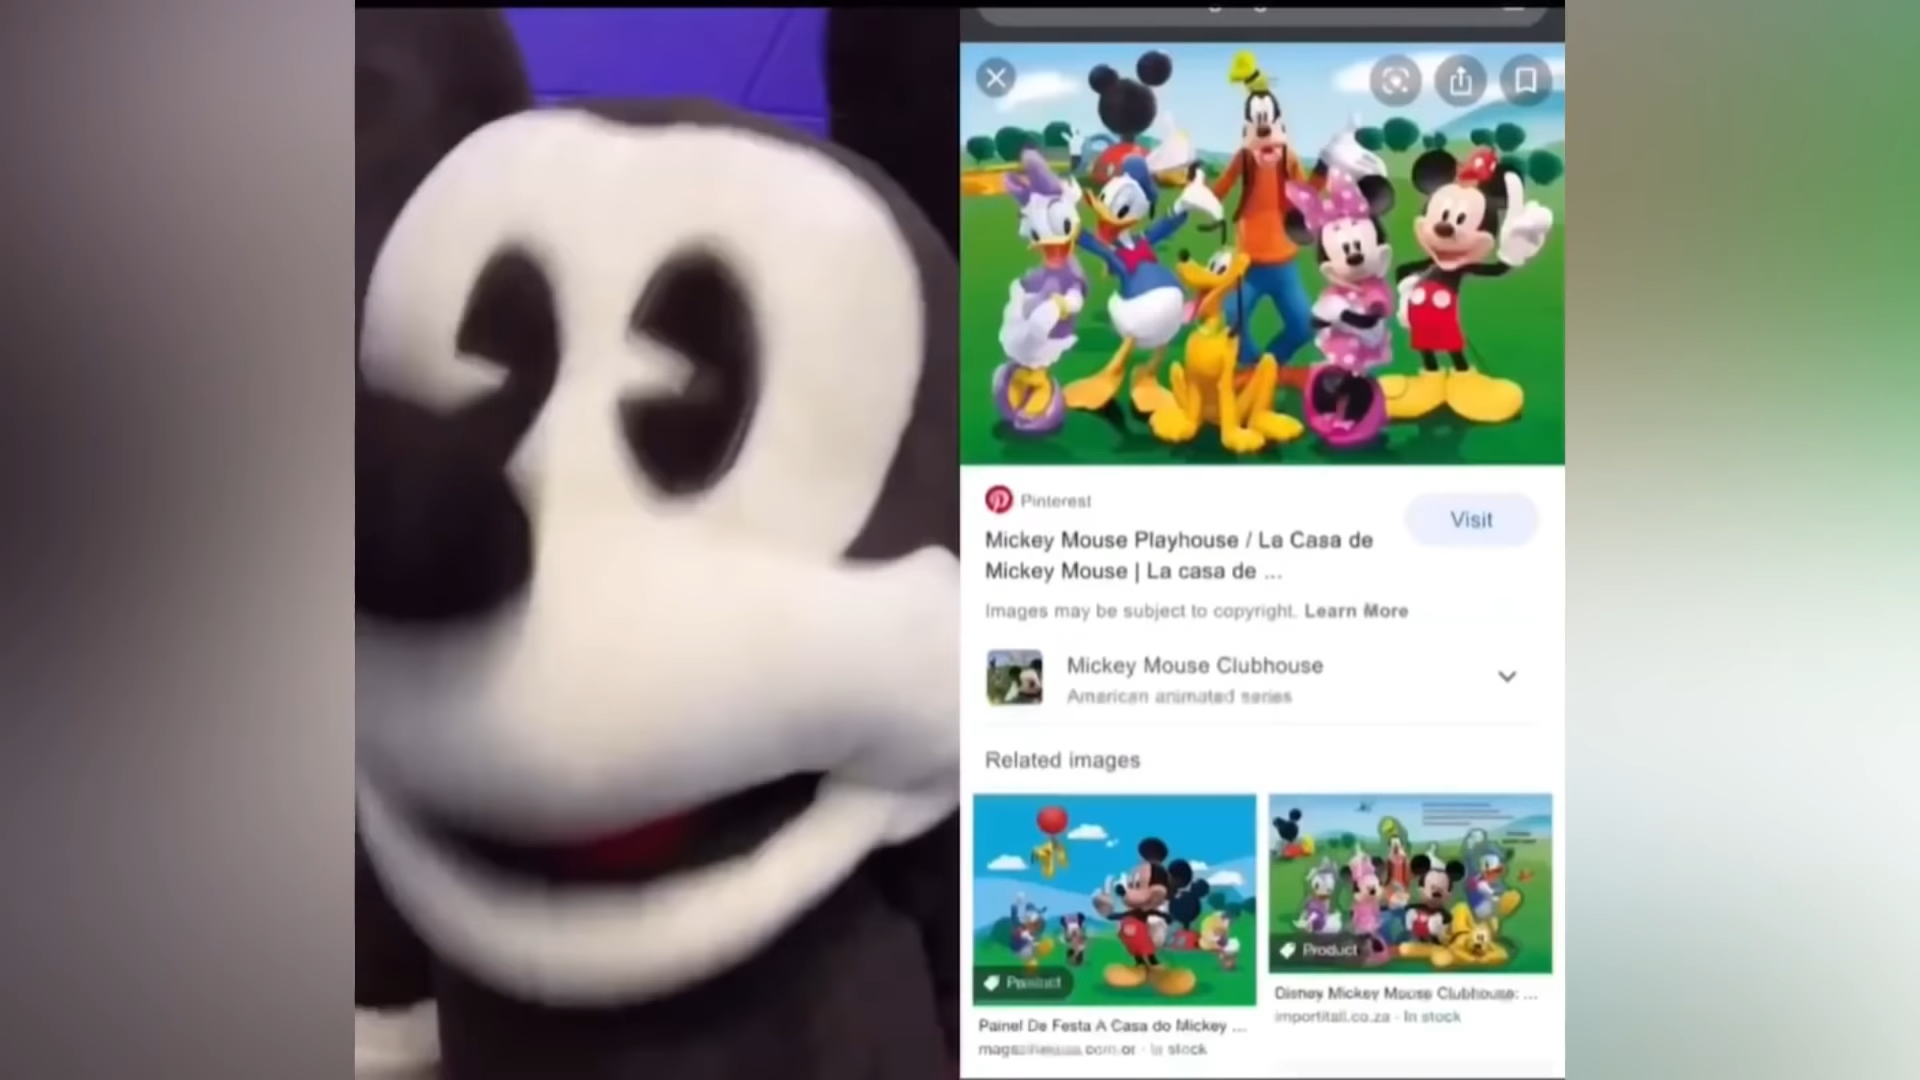 Pinterest
Visit
Mickey Mouse Playhouse / La Casa de
Mickey Mouse | La casa de ...
Images may be subject to copyright. Learn More
Mickey Mouse Clubhouse
American animated series
Related images
Product
Product
Disney Mickey Mouse Clubhouse: ...
importitall.co.za - In stock
Painel De Festa A Casa do Mickey ...
In stock